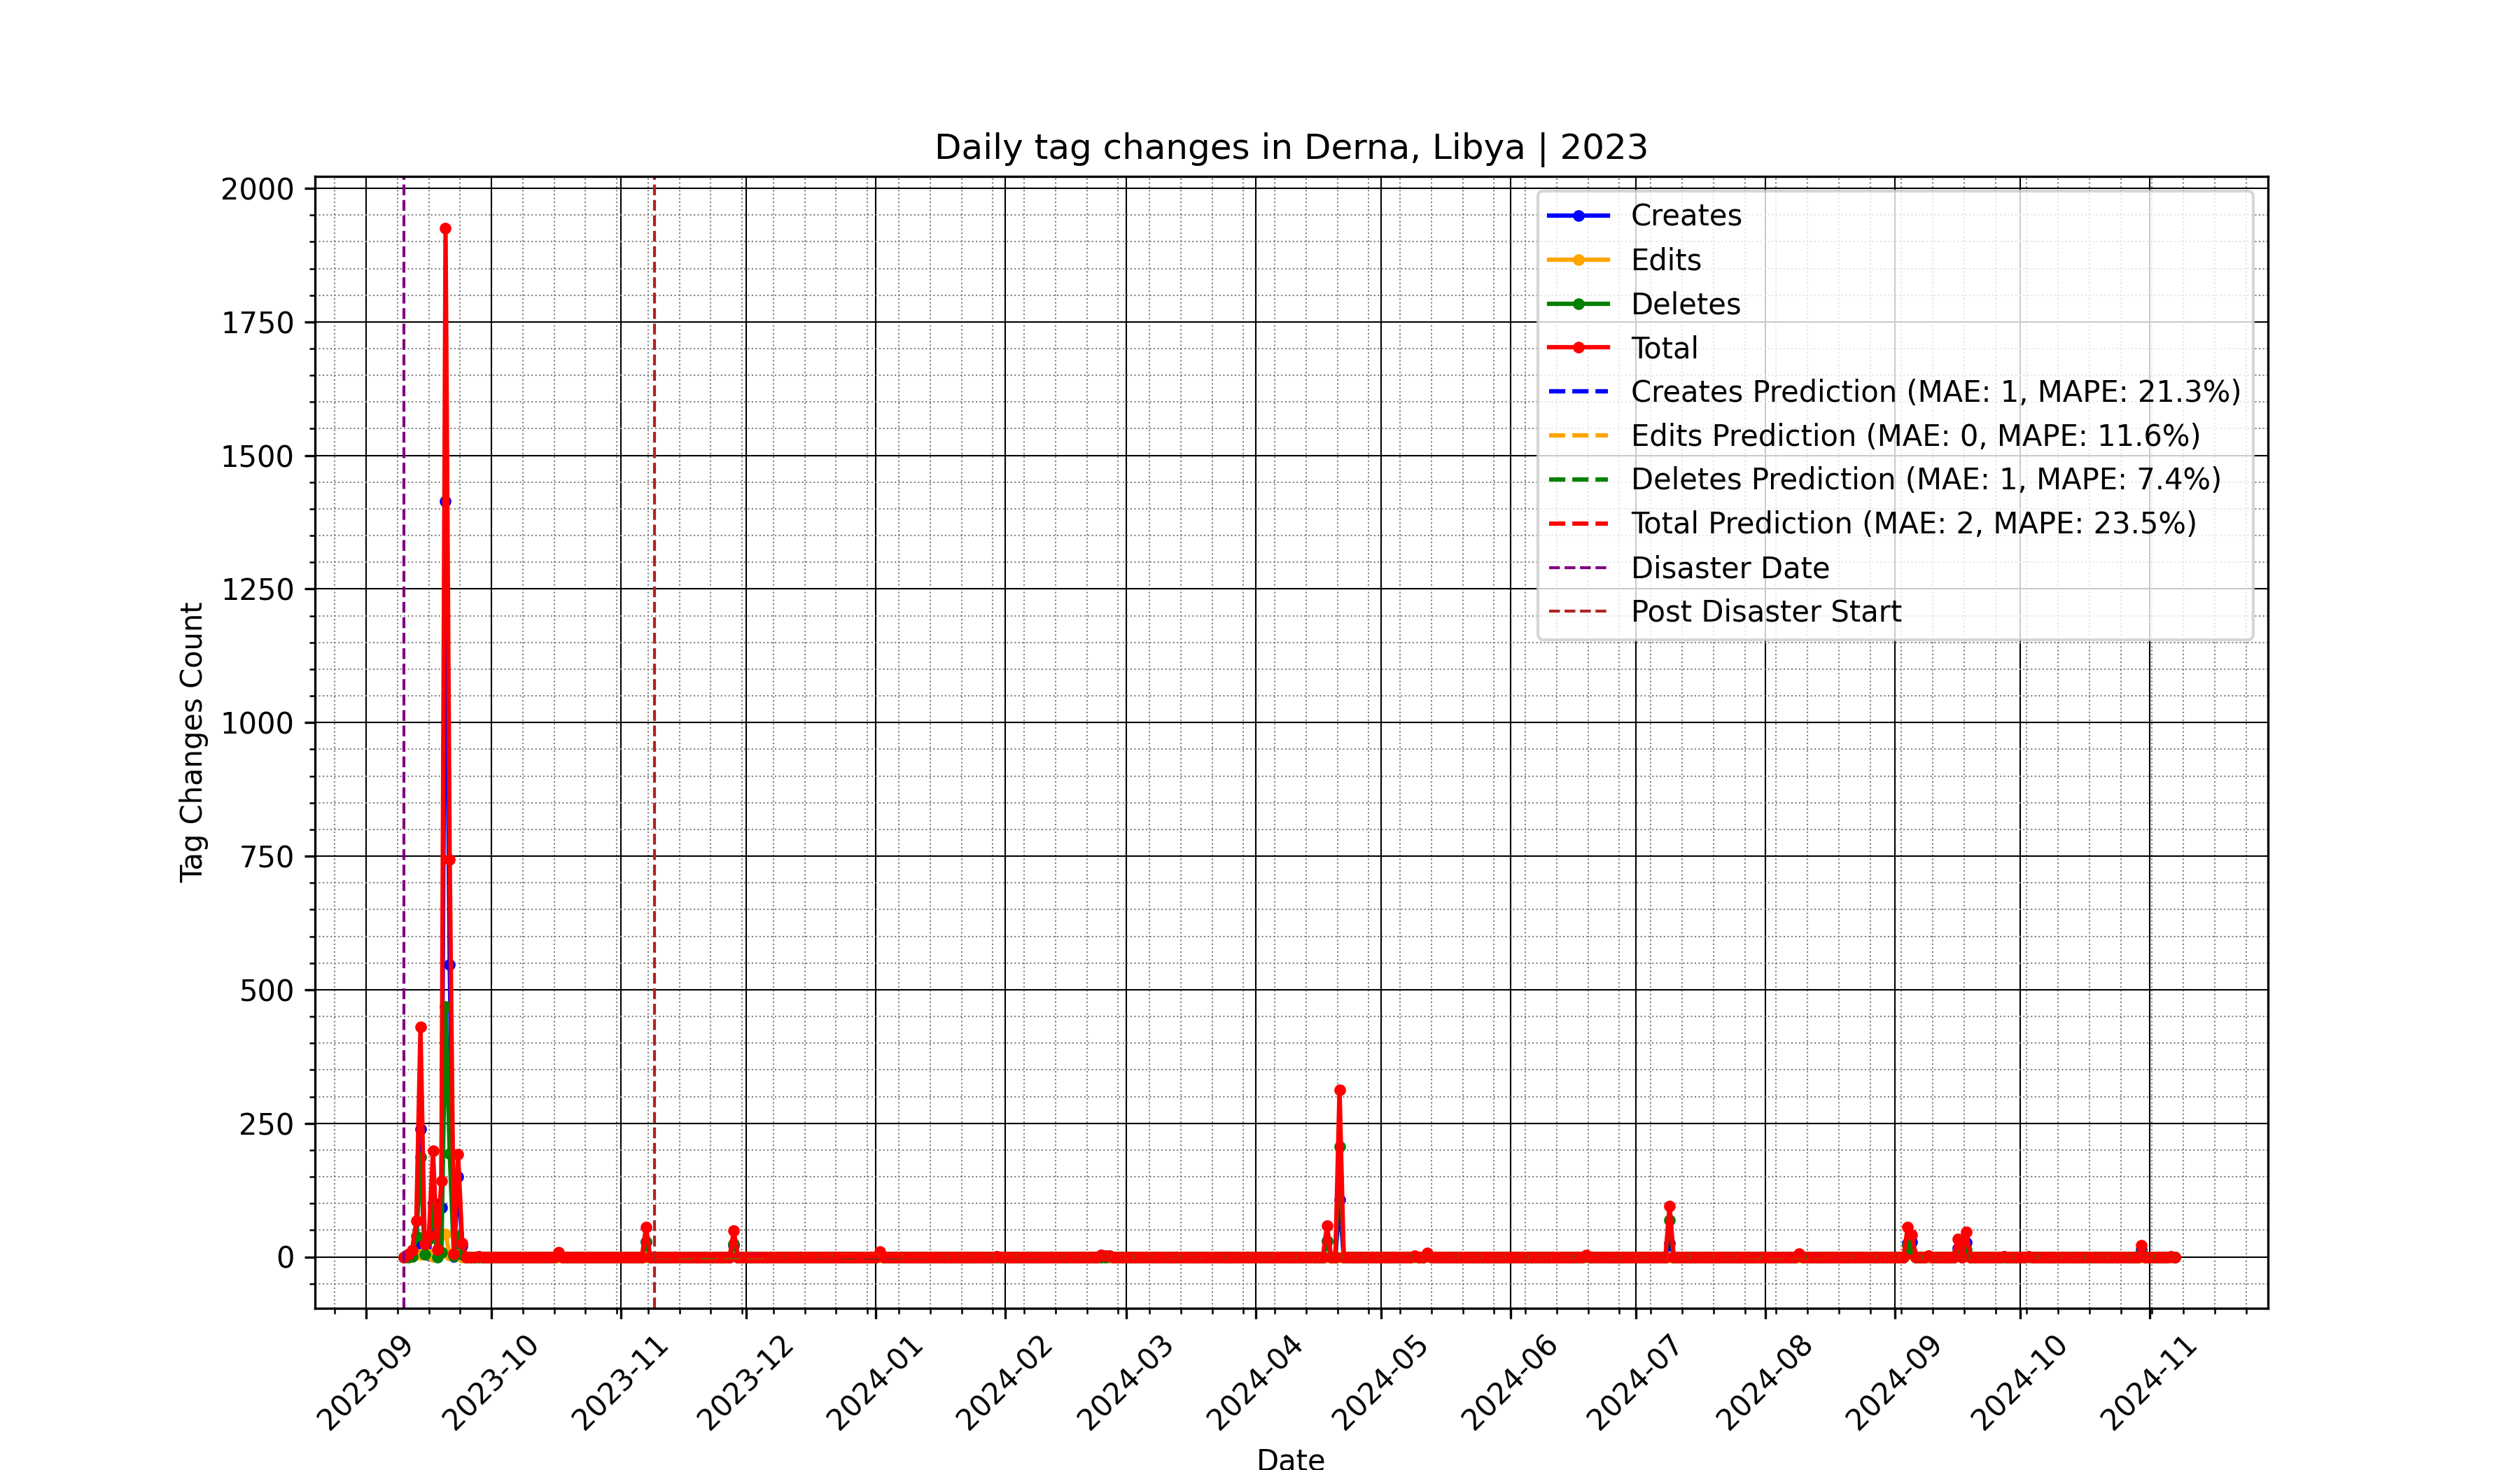 Daily tag changes in Derna, Libya | 2023
2000
1750
1500
1250
1000
750
500
250
0
Tag Changes Count
Creates
Edits
Deletes
Total
Creates Prediction (MAE: 1, MAPE: 21.3%)
Edits Prediction (MAE: 0, MAPE: 11.6%)
Deletes Prediction (MAE: 1, MAPE: 7.4%)
Total Prediction (MAE: 2, MAPE: 23.5%)
Disaster Date
Post Disaster Start
2023-09
2023-10
2023-11
2023-12
2024-01
2024-02
2024-03
2024-04
2024-05
2024-06
2024-07
2024-08
2024-09
2024-10
2024-11
Date